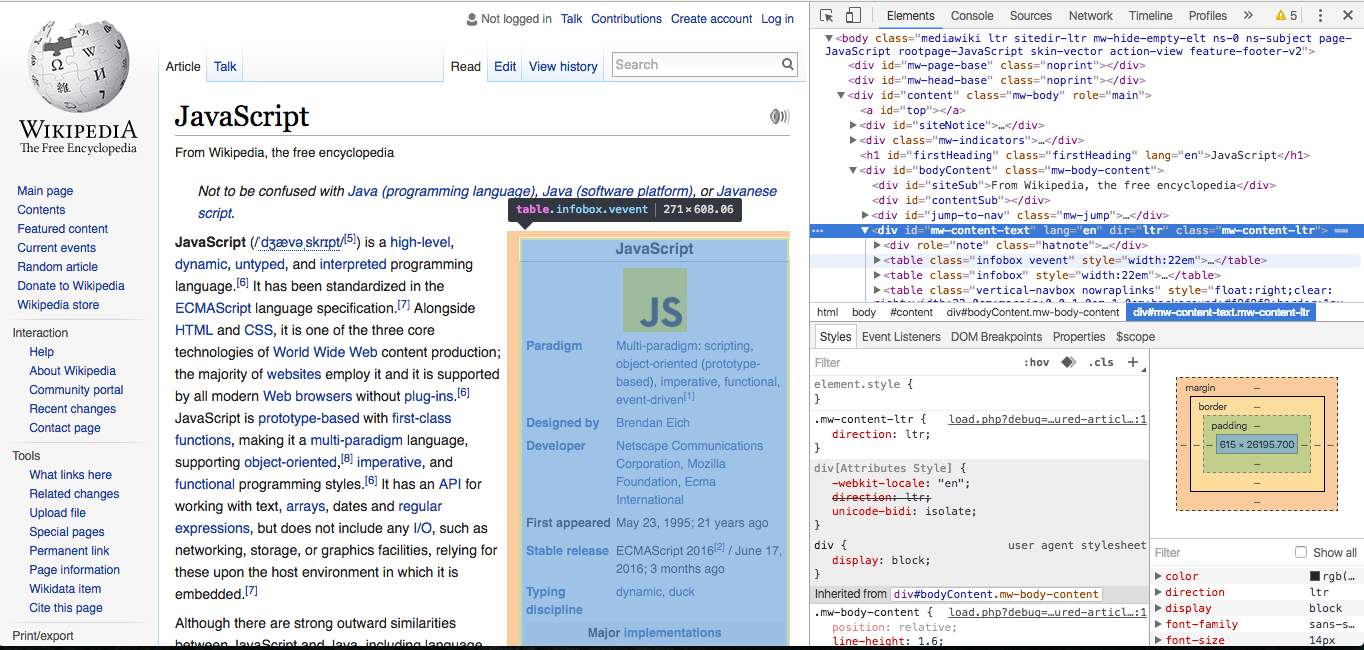 Not logged in Talk Contributions Create account Log in
Article Talk Read Edit View history Search
WIKIPEDIA
The Free Encyclopedia
Main page
Contents
Featured content
Current events
Random article
Donate to Wikipedia
Wikipedia store
Interaction
Help
About Wikipedia
Community portal
Recent changes
Contact page
Tools
What links here
Related changes
Upload file
Special pages
Permanent link
Page information
Wikidata item
Cite this page
Print/export
JavaScript
From Wikipedia, the free encyclopedia
Not to be confused with Java (programming language), Java (software platform), or Javanese
script.
JavaScript (/ˈdʒævəˌskrɪpt/[5]) is a high-level,
dynamic, untyped, and interpreted programming
language.[6] It has been standardized in the
ECMAScript language specification.[7] Alongside
HTML and CSS, it is one of the three core
technologies of World Wide Web content production;
the majority of websites employ it and it is supported
by all modern Web browsers without plug-ins.[6]
JavaScript is prototype-based with first-class
functions, making it a multi-paradigm language,
supporting object-oriented,[8] imperative, and
functional programming styles.[6] It has an API for
working with text, arrays, dates and regular
expressions, but does not include any I/O, such as
networking, storage, or graphics facilities, relying for
these upon the host environment in which it is
embedded.[7]
Although there are strong outward similarities
between JavaScript and Java, including language
table.infobox.vevent | 271×608.06
JavaScript
JS
Paradigm Multi-paradigm: scripting,
object-oriented (prototype-
based), imperative, functional,
event-driven[1]
Designed by Brendan Eich
Developer Netscape Communications
Corporation, Mozilla
Foundation, Ecma
International
First appeared May 23, 1995; 21 years ago
Stable release ECMAScript 2016[2] / June 17,
2016; 3 months ago
Typing dynamic, duck
discipline
Major implementations
Elements Console Sources Network Timeline Profiles » 5
<body class="mediawiki ltr sitedir-ltr mw-hide-empty-elt ns-0 ns-subject page-
JavaScript rootpage-JavaScript skin-vector action-view feature-footer-v2">
<div id="mw-page-base" class="noprint"></div>
<div id="mw-head-base" class="noprint"></div>
<div id="content" class="mw-body" role="main">
<a id="top"></a>
<div id="siteNotice">…</div>
<div class="mw-indicators">…</div>
<h1 id="firstHeading" class="firstHeading" lang="en">JavaScript</h1>
<div id="bodyContent" class="mw-body-content">
<div id="siteSub">From Wikipedia, the free encyclopedia</div>
<div id="contentSub"></div>
<div id="jump-to-nav" class="mw-jump">…</div>
… <div id="mw-content-text" lang="en" dir="ltr" class="mw-content-ltr"> ==
<div role="note" class="hatnote">…</div>
<table class="infobox vevent" style="width:22em">…</table>
<table class="infobox" style="width:22em">…</table>
<table class="vertical-navbox nowraplinks" style="float:right;clear:
html body #content div#bodyContent.mw-body-content div#mw-content-text.mw-content-ltr
Styles Event Listeners DOM Breakpoints Properties $scope
Filter :hov .cls +
element.style {
}
.mw-content-ltr { load.php?debug=…ured-articl…:1
direction: ltr;
}
div[Attributes Style] {
-webkit-locale: "en";
direction: ltr;
unicode-bidi: isolate;
}
div { user agent stylesheet
display: block;
}
Inherited from div#bodyContent.mw-body-content
.mw-body-content { load.php?debug=…ured-articl…:1
position: relative;
line-height: 1.6;
margin –
border –
padding –
– – – 615 × 26195.700 – – –
–
–
–
Filter Show all
color rgb(…
direction ltr
display block
font-family sans-s…
font-size 14px